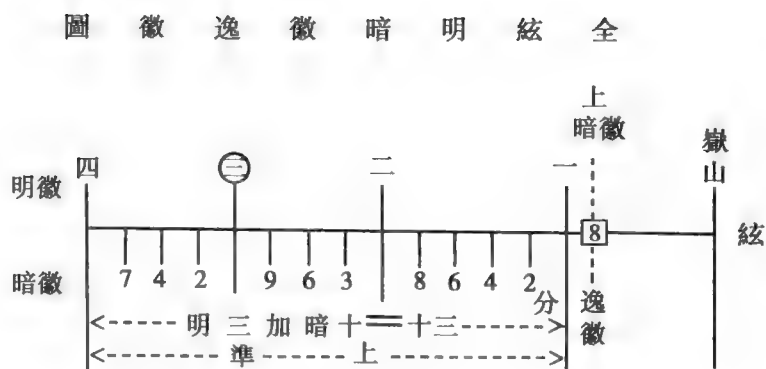 全絃明暗徽逸徽圖
上
暗徽
嶽山
明徽
四 三 二 一
8
絃
暗徽
7 4 2 9 6 3 8 6 4 2
分
逸徽
明三加暗十＝十三
上準